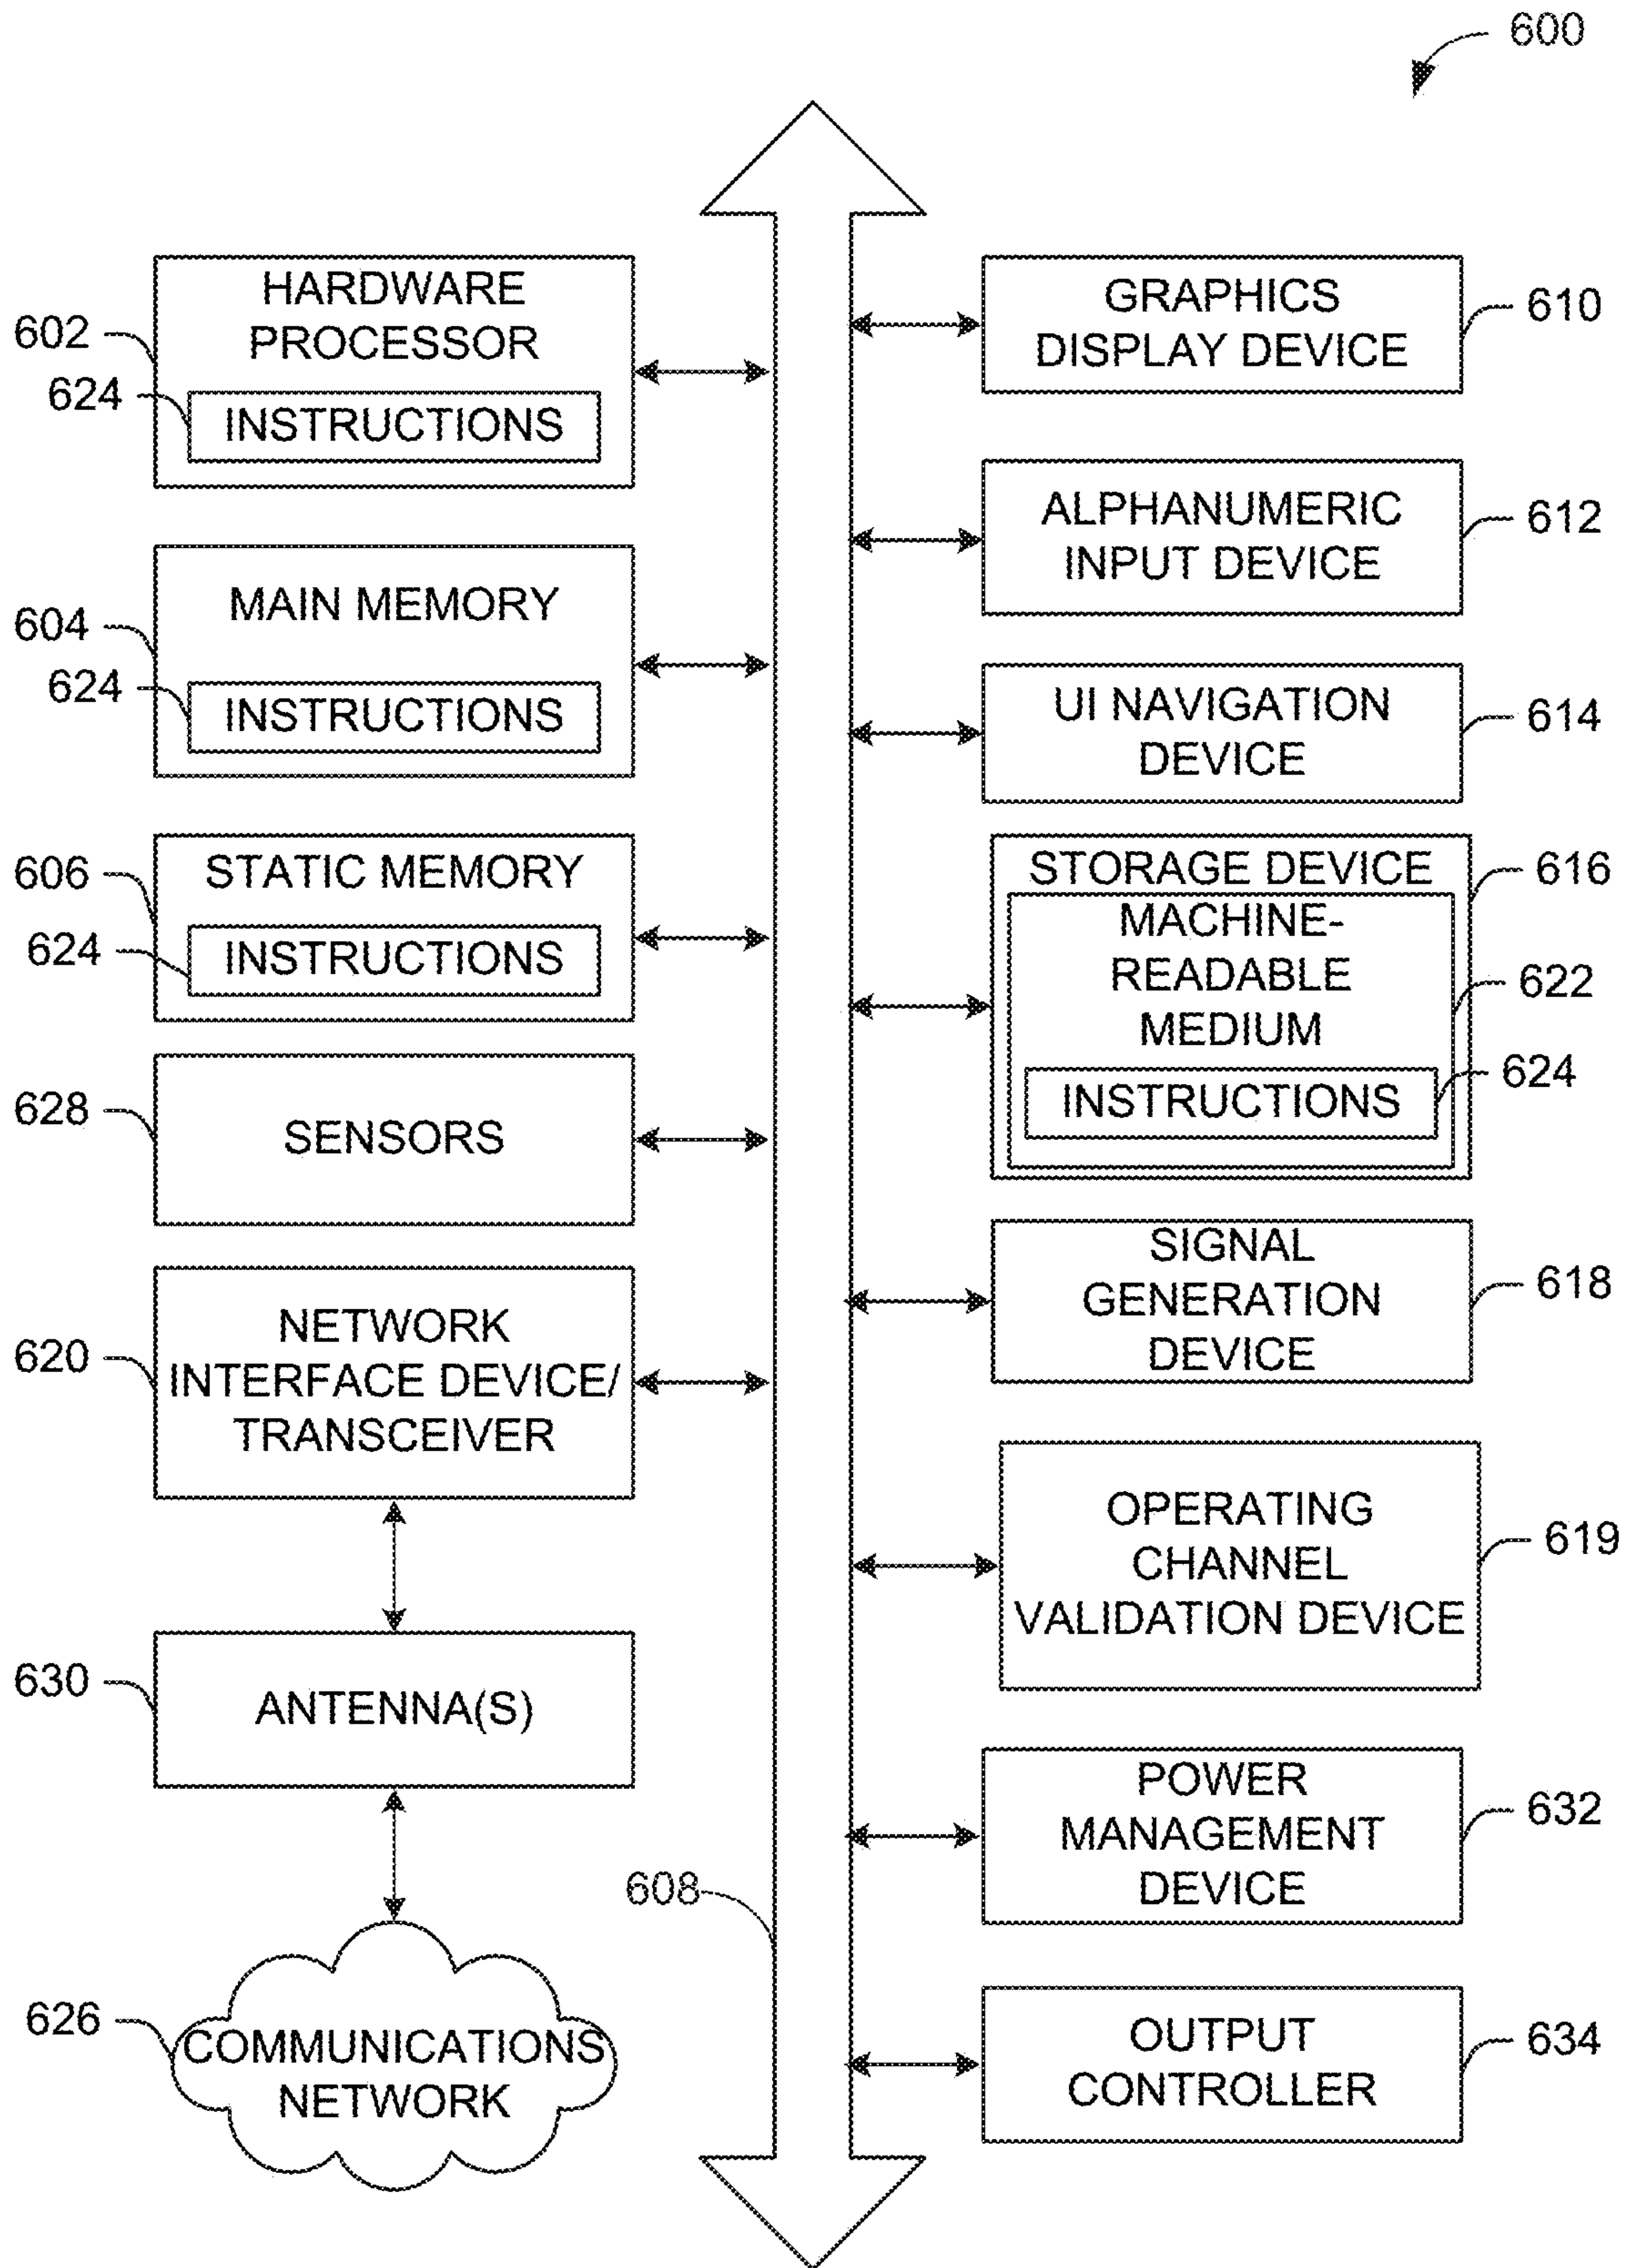 600
HARDWARE
PROCESSOR
602
624
INSTRUCTIONS
MAIN MEMORY
604
624
INSTRUCTIONS
606
STATIC MEMORY
624
INSTRUCTIONS
628
SENSORS
NETWORK
620
INTERFACE DEVICE/
TRANSCEIVER
630
ANTENNA(S)
608
626
COMMUNICATIONS
NETWORK
GRAPHICS
DISPLAY DEVICE
610
ALPHANUMERIC
INPUT DEVICE
612
UI NAVIGATION
DEVICE
614
STORAGE DEVICE
616
MACHINE-
READABLE
MEDIUM
622
INSTRUCTIONS
624
SIGNAL
GENERATION
DEVICE
618
OPERATING
CHANNEL
VALIDATION DEVICE
619
POWER
MANAGEMENT
DEVICE
632
OUTPUT
CONTROLLER
634